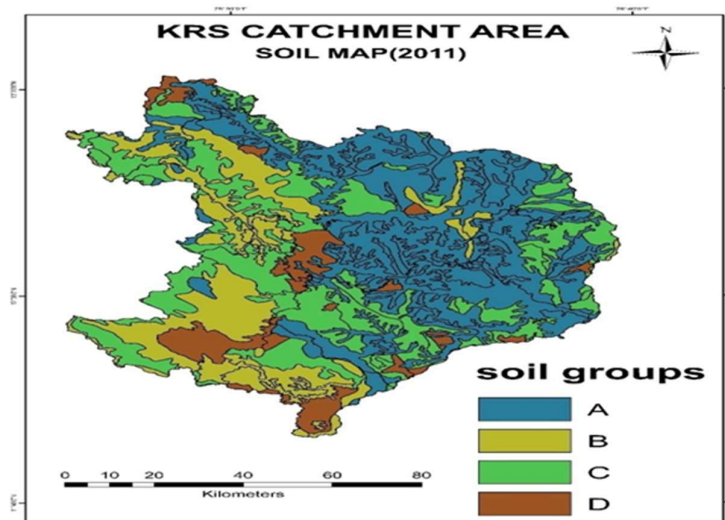 KRS CATCHMENT AREA
SOIL MAP(2011)
N
soil groups
A
B
C
D
0 10 20 40 60 80
Kilometers